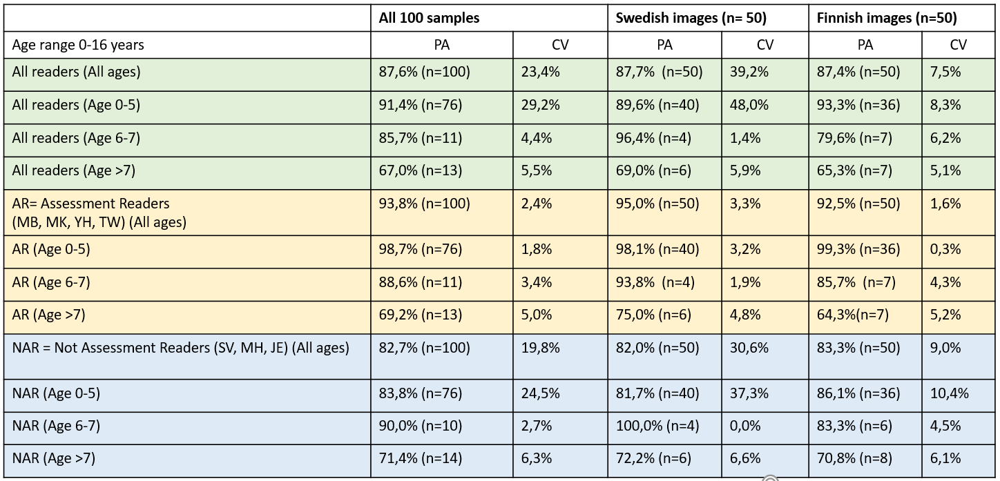 All 100 samples Swedish images (n= 50) Finnish images (n=50)
Age range 0-16 years PA CV PA CV PA CV
All readers (All ages) 87,6% (n=100) 23,4% 87,7%  (n=50) 39,2% 87,4% (n=50) 7,5%
All readers (Age 0-5) 91,4% (n=76) 29,2% 89,6% (n=40) 48,0% 93,3% (n=36) 8,3%
All readers (Age 6-7) 85,7% (n=11) 4,4% 96,4% (n=4) 1,4% 79,6% (n=7) 6,2%
All readers (Age >7) 67,0% (n=13) 5,5% 69,0% (n=6) 5,9% 65,3% (n=7) 5,1%
AR= Assessment Readers 93,8% (n=100) 2,4% 95,0% (n=50) 3,3% 92,5% (n=50) 1,6%
(MB, MK, YH, TW) (All ages)
AR (Age 0-5) 98,7% (n=76) 1,8% 98,1% (n=40) 3,2% 99,3% (n=36) 0,3%
AR (Age 6-7) 88,6% (n=11) 3,4% 93,8%  (n=4) 1,9% 85,7%  (n=7) 4,3%
AR (Age >7) 69,2% (n=13) 5,0% 75,0% (n=6) 4,8% 64,3%(n=7) 5,2%
NAR = Not Assessment Readers (SV, MH, JE) (All ages) 82,7% (n=100) 19,8% 82,0% (n=50) 30,6% 83,3% (n=50) 9,0%
NAR (Age 0-5) 83,8% (n=76) 24,5% 81,7% (n=40) 37,3% 86,1% (n=36) 10,4%
NAR (Age 6-7) 90,0% (n=10) 2,7% 100,0% (n=4) 0,0% 83,3% (n=6) 4,5%
NAR (Age >7) 71,4% (n=14) 6,3% 72,2% (n=6) 6,6% 70,8% (n=8) 6,1%